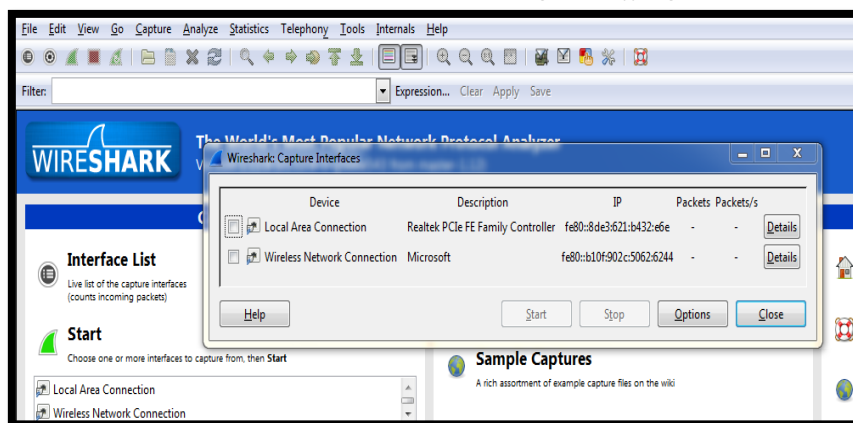 File Edit View Go Capture Analyze Statistics Telephony Tools Internals Help
Filter: Expression... Clear Apply Save
WIRESHARK
The World's Most Popular Network Protocol Analyzer
Wireshark: Capture Interfaces
Device Description IP Packets Packets/s
Local Area Connection Realtek PCIe FE Family Controller fe80::8de3:621:b432:e6e - - Details
Wireless Network Connection Microsoft fe80::b10f:902c:5062:6244 - - Details
Help Start Stop Options Close
Interface List
Live list of the capture interfaces
(counts incoming packets)
Start
Choose one or more interfaces to capture from, then Start
Local Area Connection
Wireless Network Connection
Sample Captures
A rich assortment of example capture files on the wiki